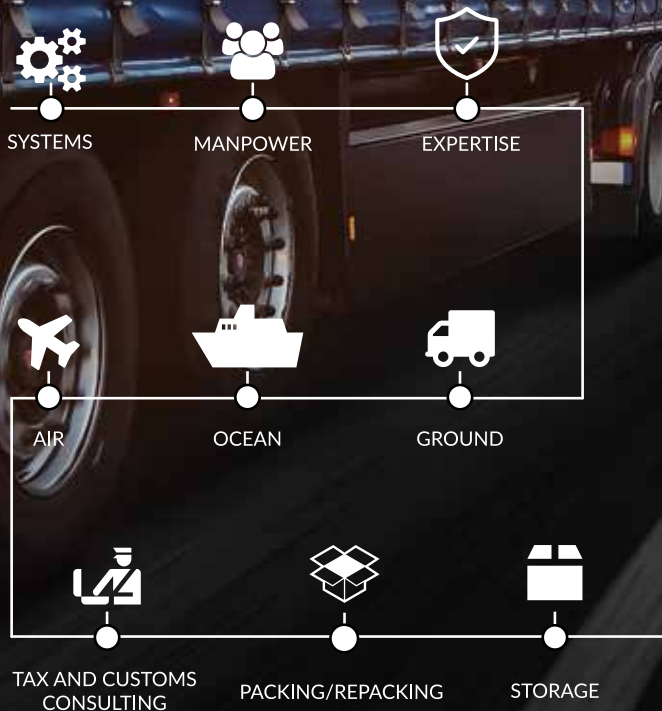 SYSTEMS
MANPOWER
EXPERTISE
AIR
OCEAN
GROUND
TAX AND CUSTOMS
CONSULTING
PACKING/REPACKING
STORAGE